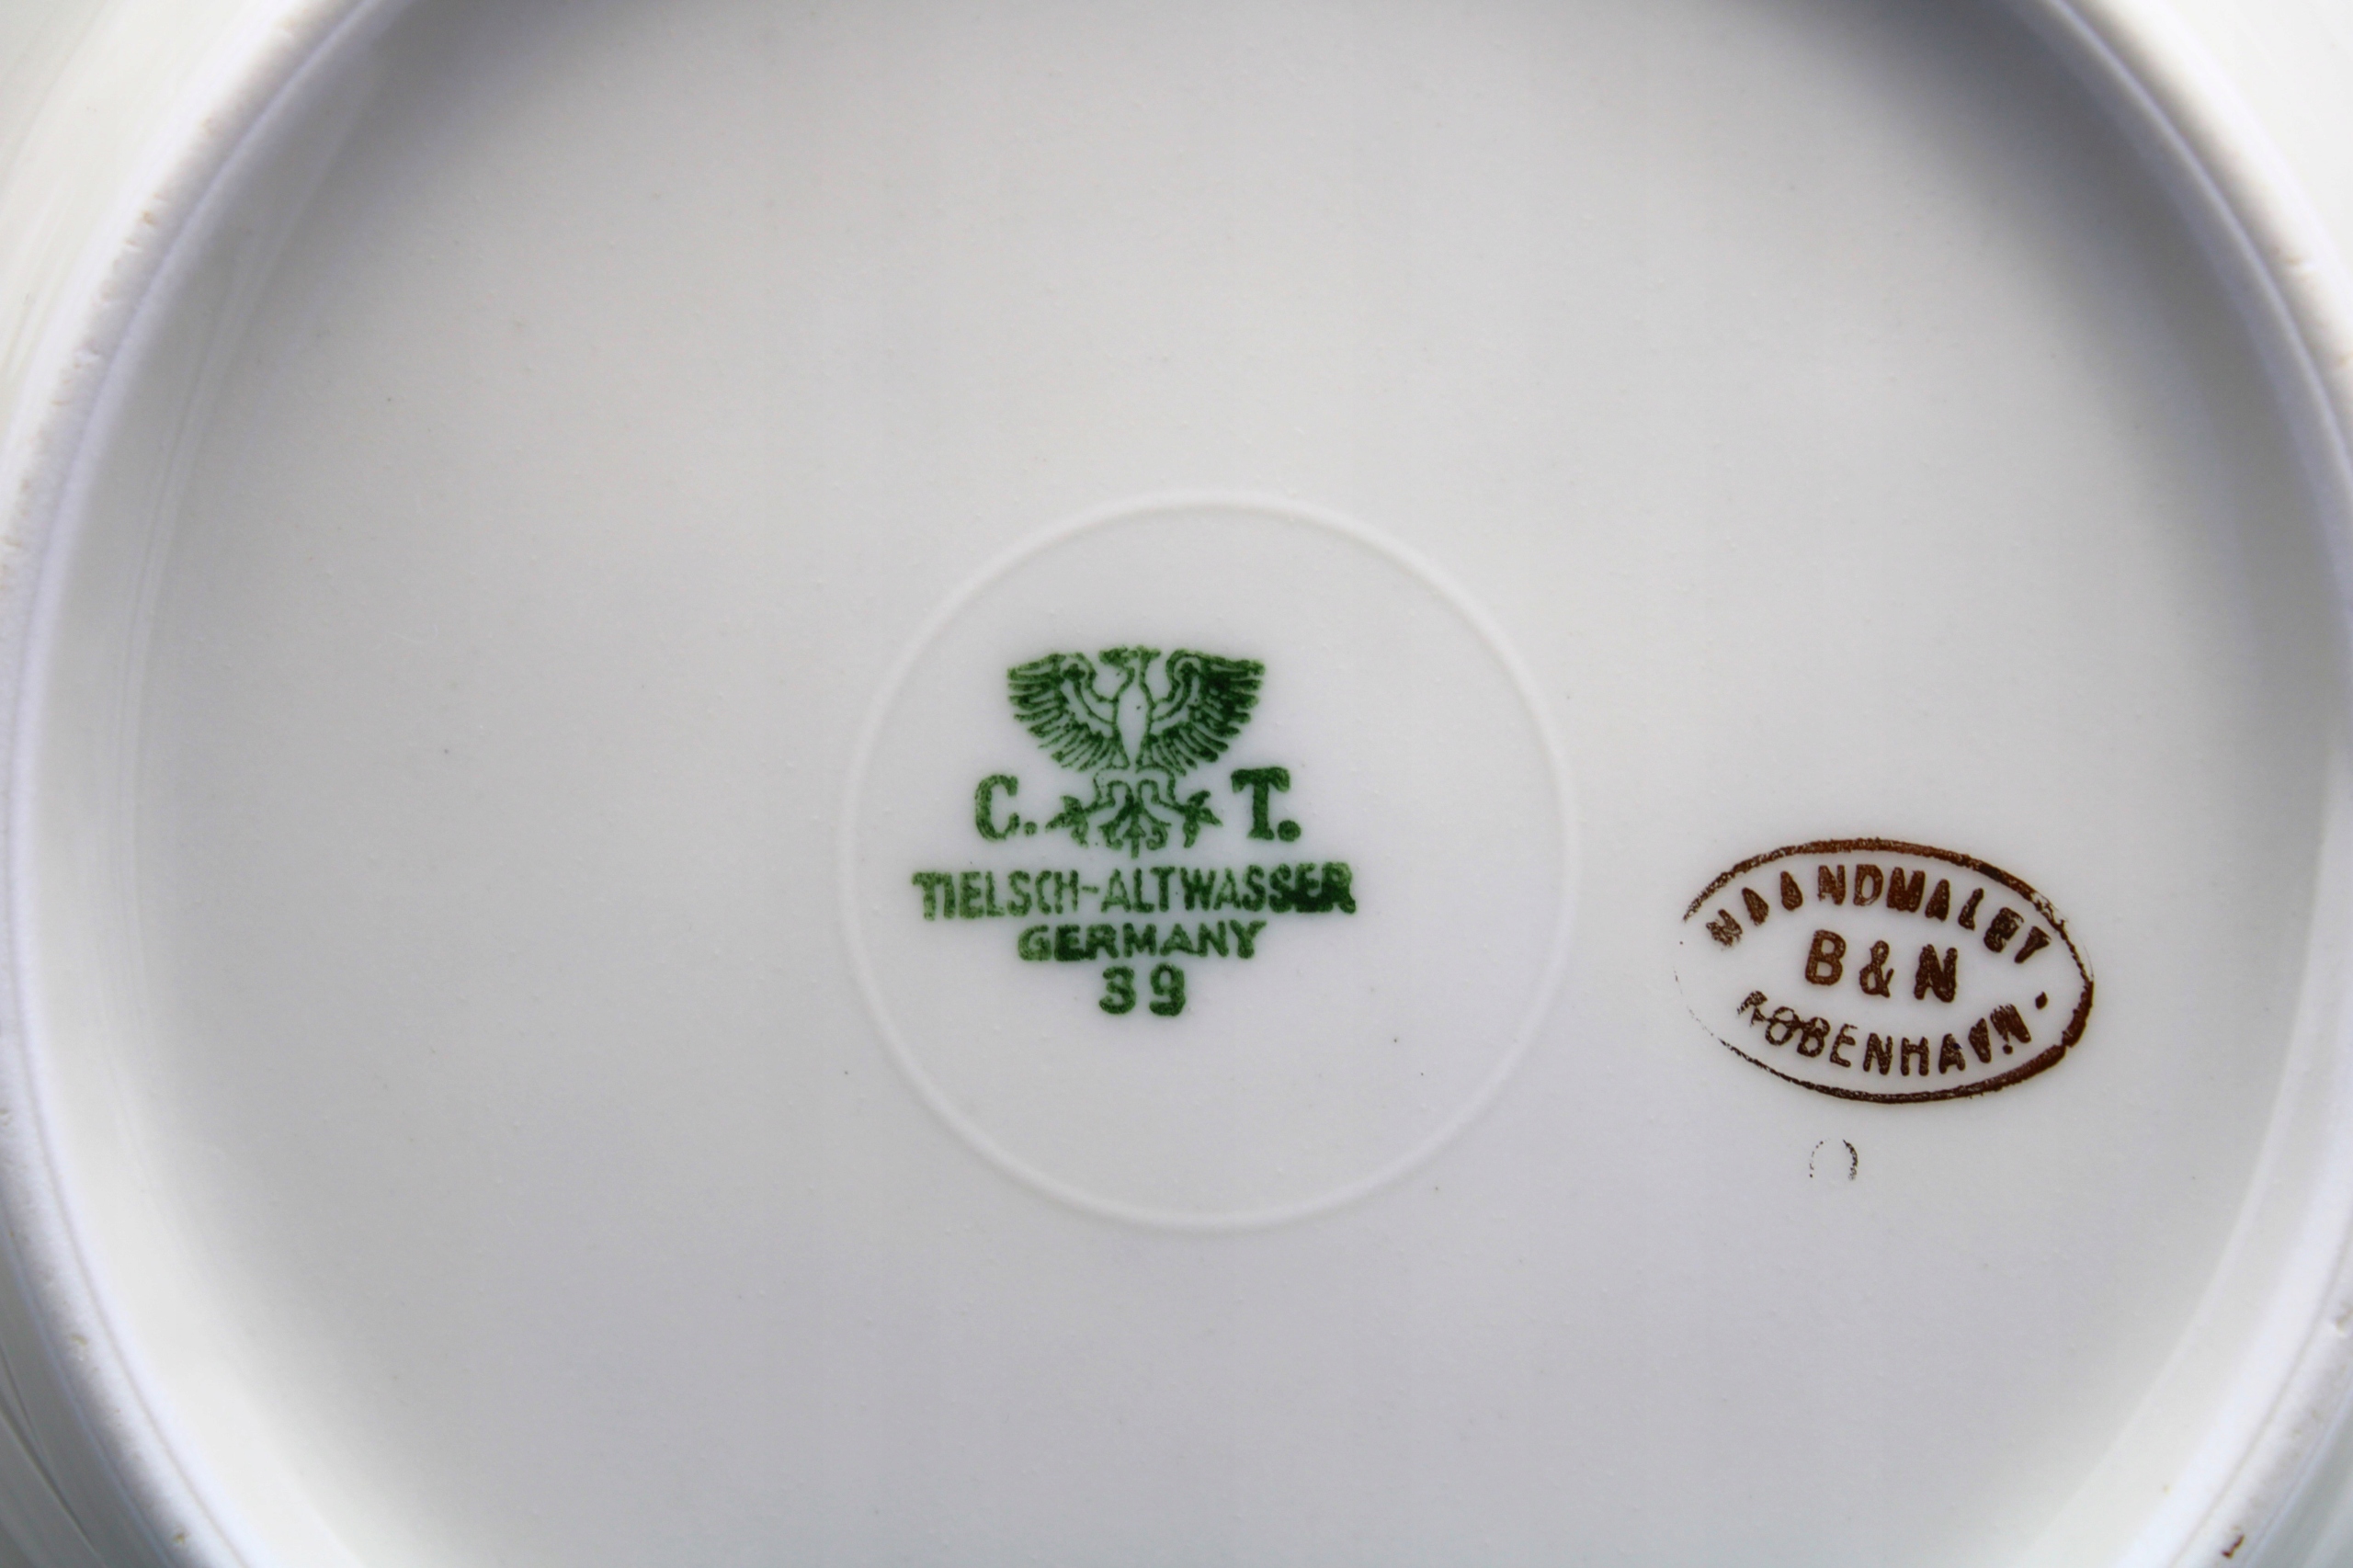 C. T.
TIELSCH-ALTWASSER
GERMANY
39
HAANDMALET
B & N
KØBENHAVN